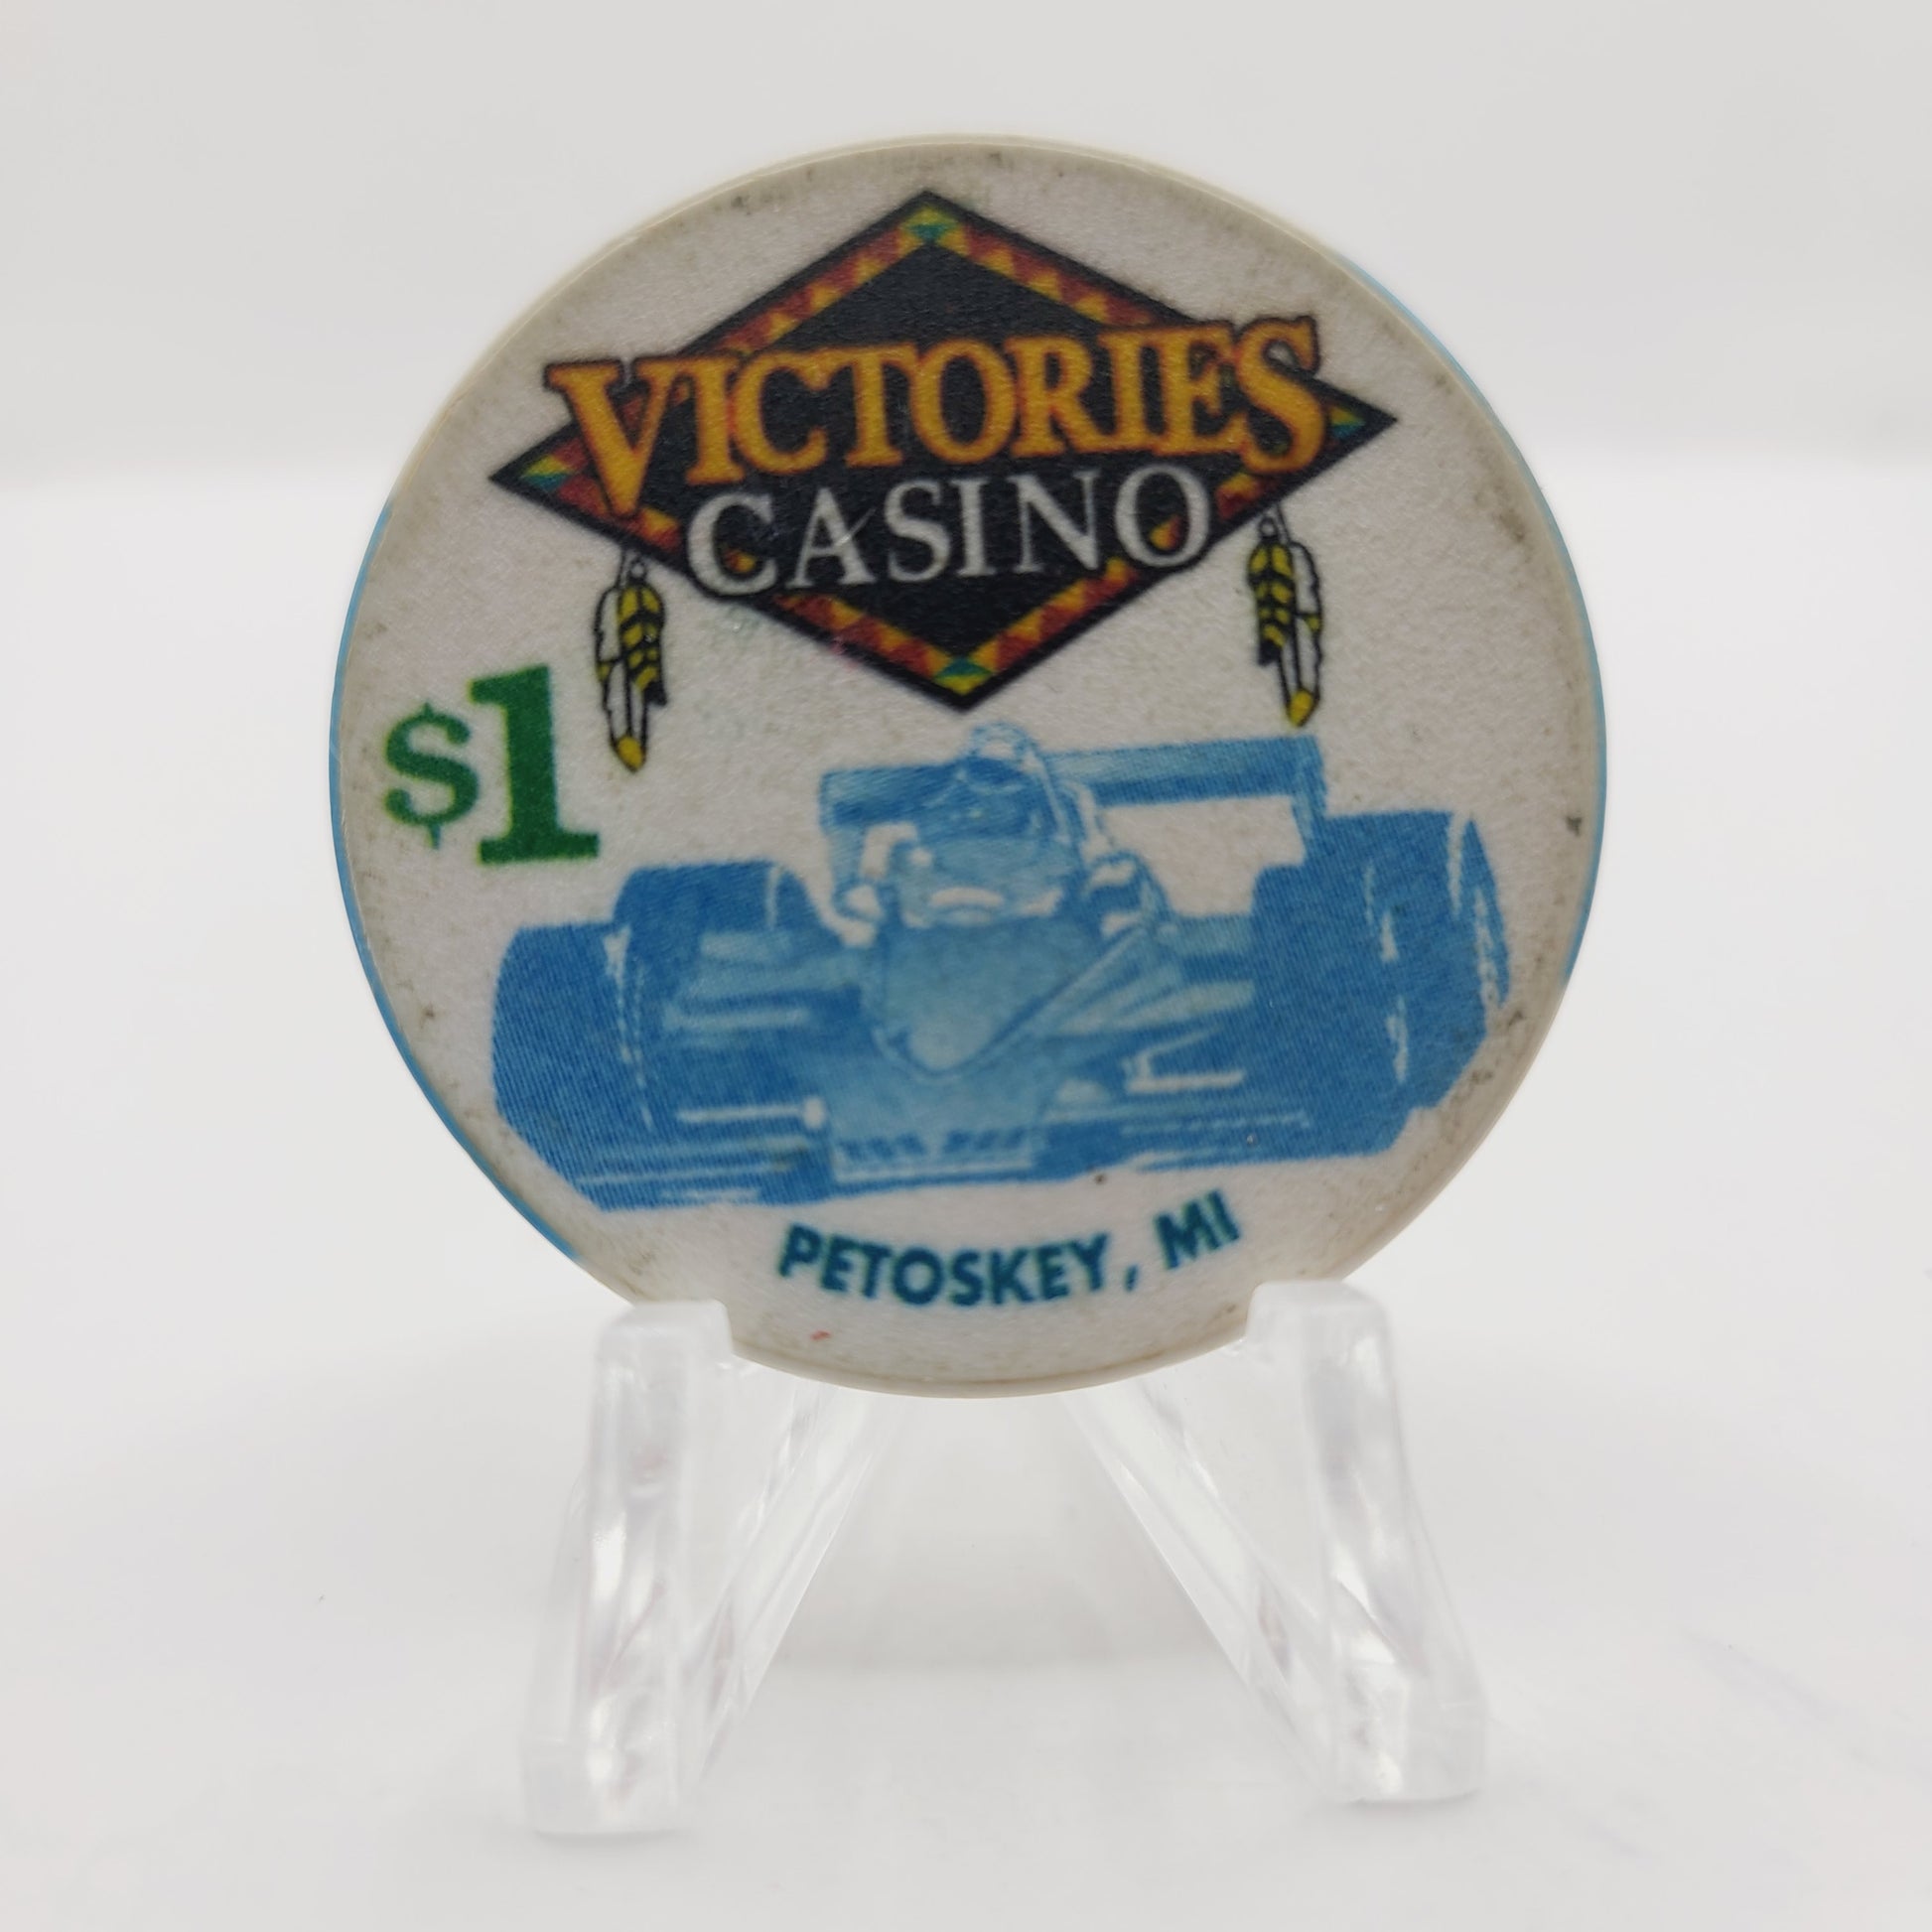 VICTORIES
CASINO
$1
PETOSKEY, MI